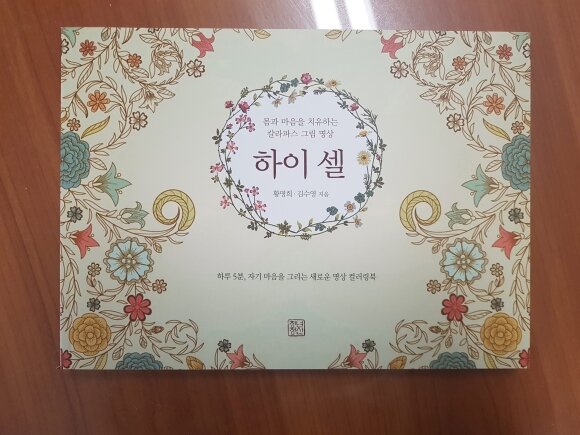 몸과 마음을 치유하는
칼라파스 그림 명상
하이 셀
황명희·김수영 지음
하루 5분, 자기 마음을 그리는 새로운 명상 컬러링북